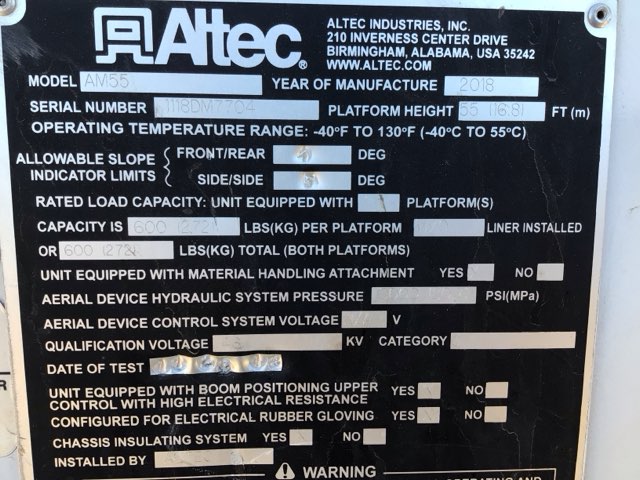 Altec
ALTEC INDUSTRIES, INC.
210 INVERNESS CENTER DRIVE
BIRMINGHAM, ALABAMA, USA 35242
WWW.ALTEC.COM
MODEL AM55 YEAR OF MANUFACTURE 2018
SERIAL NUMBER 1118DM7704 PLATFORM HEIGHT 55 (16.8) FT (m)
OPERATING TEMPERATURE RANGE: -40°F TO 130°F (-40°C TO 55°C)
ALLOWABLE SLOPE INDICATOR LIMITS { FRONT/REAR DEG
SIDE/SIDE DEG
RATED LOAD CAPACITY: UNIT EQUIPPED WITH PLATFORM(S)
CAPACITY IS 600 (272) LBS(KG) PER PLATFORM LINER INSTALLED
OR 600 (272) LBS(KG) TOTAL (BOTH PLATFORMS)
UNIT EQUIPPED WITH MATERIAL HANDLING ATTACHMENT YES NO
AERIAL DEVICE HYDRAULIC SYSTEM PRESSURE PSI(MPa)
AERIAL DEVICE CONTROL SYSTEM VOLTAGE V
QUALIFICATION VOLTAGE KV CATEGORY
DATE OF TEST
UNIT EQUIPPED WITH BOOM POSITIONING UPPER
CONTROL WITH HIGH ELECTRICAL RESISTANCE YES NO
CONFIGURED FOR ELECTRICAL RUBBER GLOVING YES NO
CHASSIS INSULATING SYSTEM YES NO
INSTALLED BY
WARNING